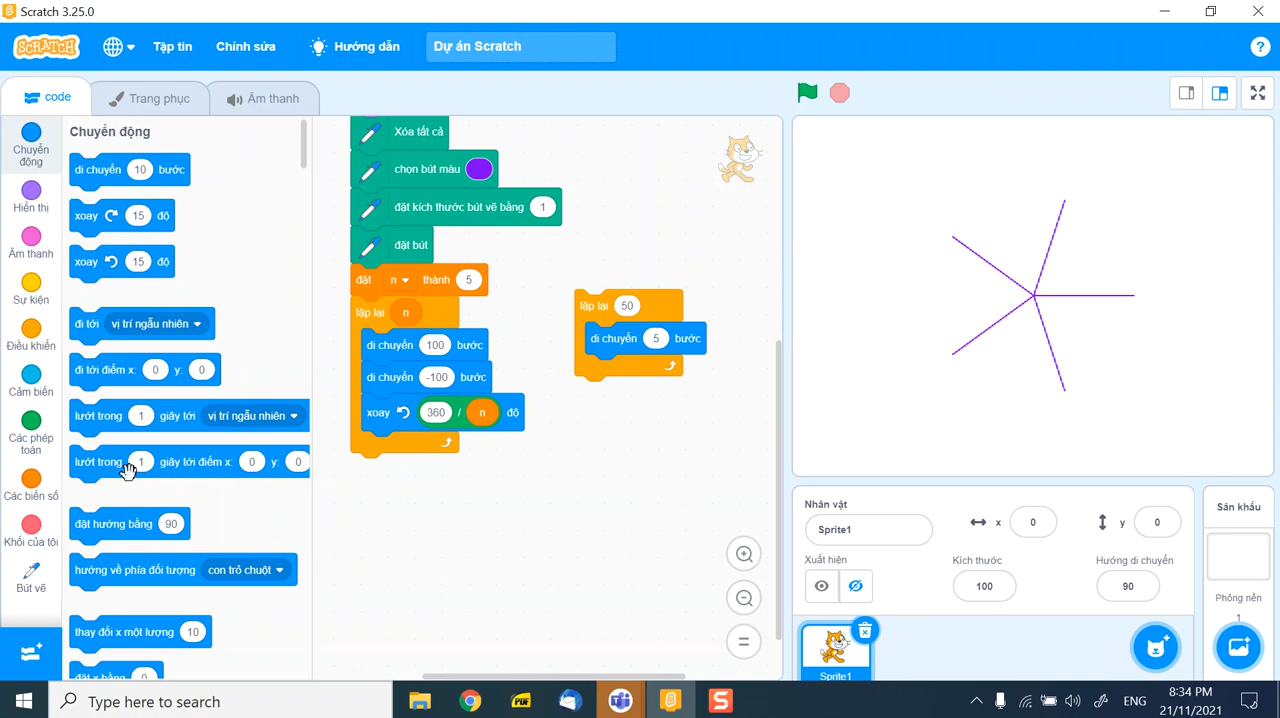 Scratch 3.25.0
SCRATCH
Tập tin
Chính sửa
Hướng dẫn
Dự án Scratch
?
code
Trang phục
Âm thanh
Chuyển động
Hiển thị
Âm thanh
Sự kiện
Điều khiển
Cảm biến
Các phép toán
Các biến số
Khối của tôi
Bút vẽ
Chuyển động
di chuyển 10 bước
xoay 15 độ
xoay 15 độ
đi tới vị trí ngẫu nhiên
đi tới điểm x: 0 y: 0
lướt trong 1 giây tới vị trí ngẫu nhiên
lướt trong 1 giây tới điểm x: 0 y: 0
đặt hướng bằng 90
hướng về phía đối tượng con trỏ chuột
thay đổi x một lượng 10
đặt x bằng 0
Xóa tất cả
chọn bút màu
đặt kích thước bút vẽ bằng 1
đặt bút
đặt n thành 5
lặp lại n
di chuyển 100 bước
di chuyển -100 bước
xoay 360 / n độ
lặp lại 50
di chuyển 5 bước
Nhân vật
Sprite1
x 0
y 0
Xuất hiện
Kích thước
100
Hướng di chuyển
90
Sprite1
Sân khấu
Phông nền
1
Type here to search
PDF
S
ENG
8:34 PM
21/11/2021